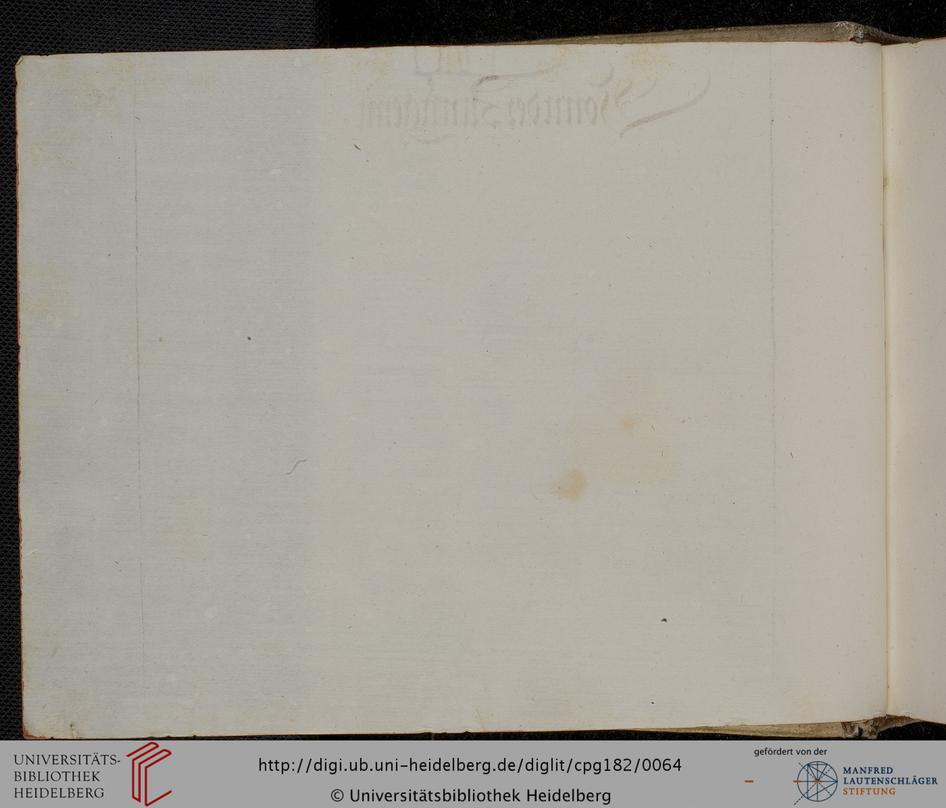 UNIVERSITÄTS-
BIBLIOTHEK
HEIDELBERG
http://digi.ub.uni-heidelberg.de/diglit/cpg182/0064
© Universitätsbibliothek Heidelberg
gefördert von der
MANFRED
LAUTENSCHLÄGER
STIFTUNG